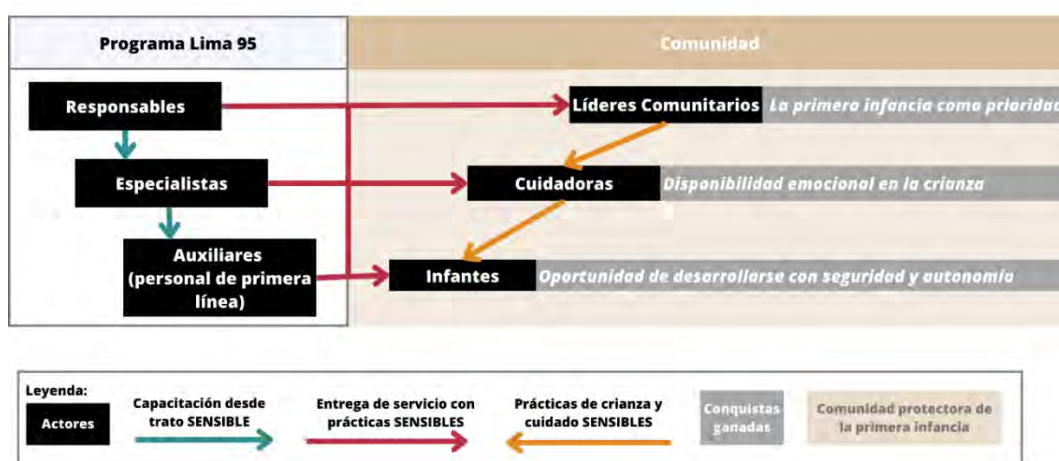 Programa Lima 95
Comunidad
Responsables
Líderes Comunitarios
La primera infancia como prioridad
Especialistas
Cuidadoras
Disponibilidad emocional en la crianza
Auxiliares
(personal de primera
línea)
Infantes
Oportunidad de desarrollarse con seguridad y autonomía
Leyenda:
Actores
Capacitación desde
trato SENSIBLE
Entrega de servicio con
prácticas SENSIBLES
Prácticas de crianza y
cuidado SENSIBLES
Conquistas
ganadas
Comunidad protectora de
la primera infancia